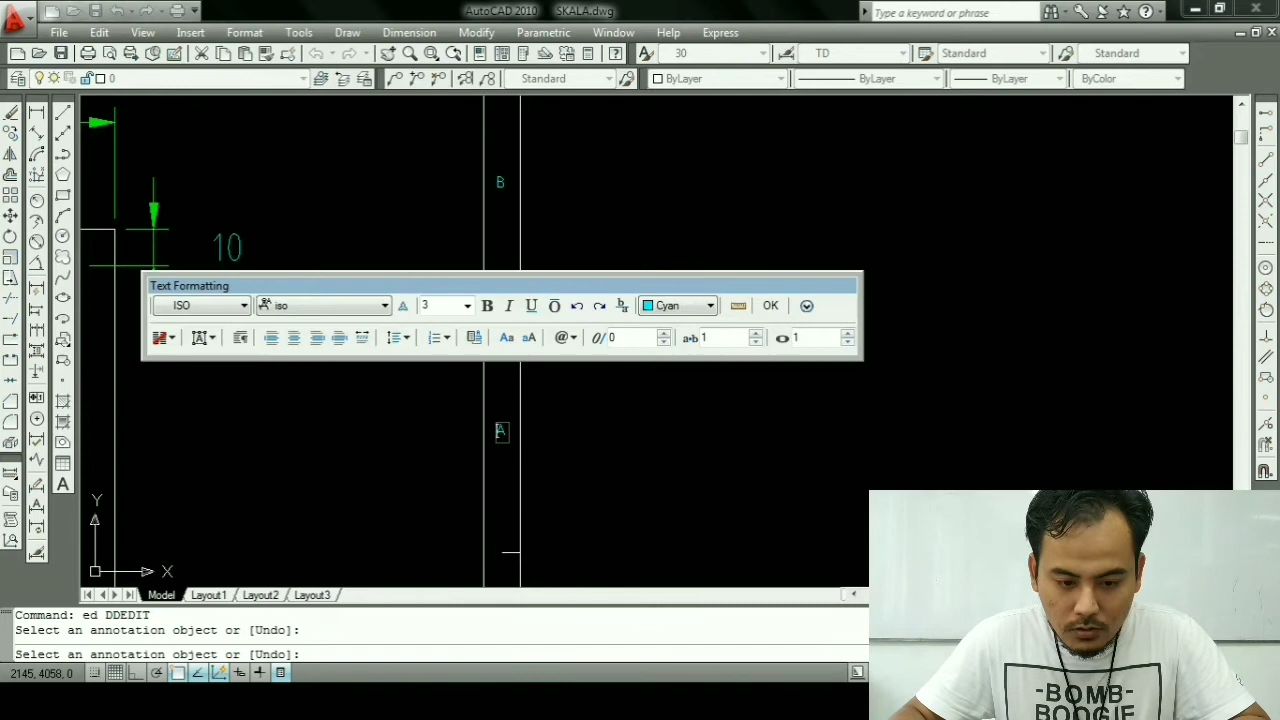 AutoCAD 2010 SKALA.dwg
Type a keyword or phrase
File Edit View Insert Format Tools Draw Dimension Modify Parametric Window Help Express
30 TD Standard Standard
0 Standard ByLayer ByLayer ByLayer ByColor
B
10
Text Formatting
ISO iso 3 B I U O Cyan OK
@ 0/ 0 a•b 1 1
A
Y
X
Model Layout1 Layout2 Layout3
Command: ed DDEDIT
Select an annotation object or [Undo]:
Select an annotation object or [Undo]:
2145, 4058, 0
-BOMB-
BOOGIE